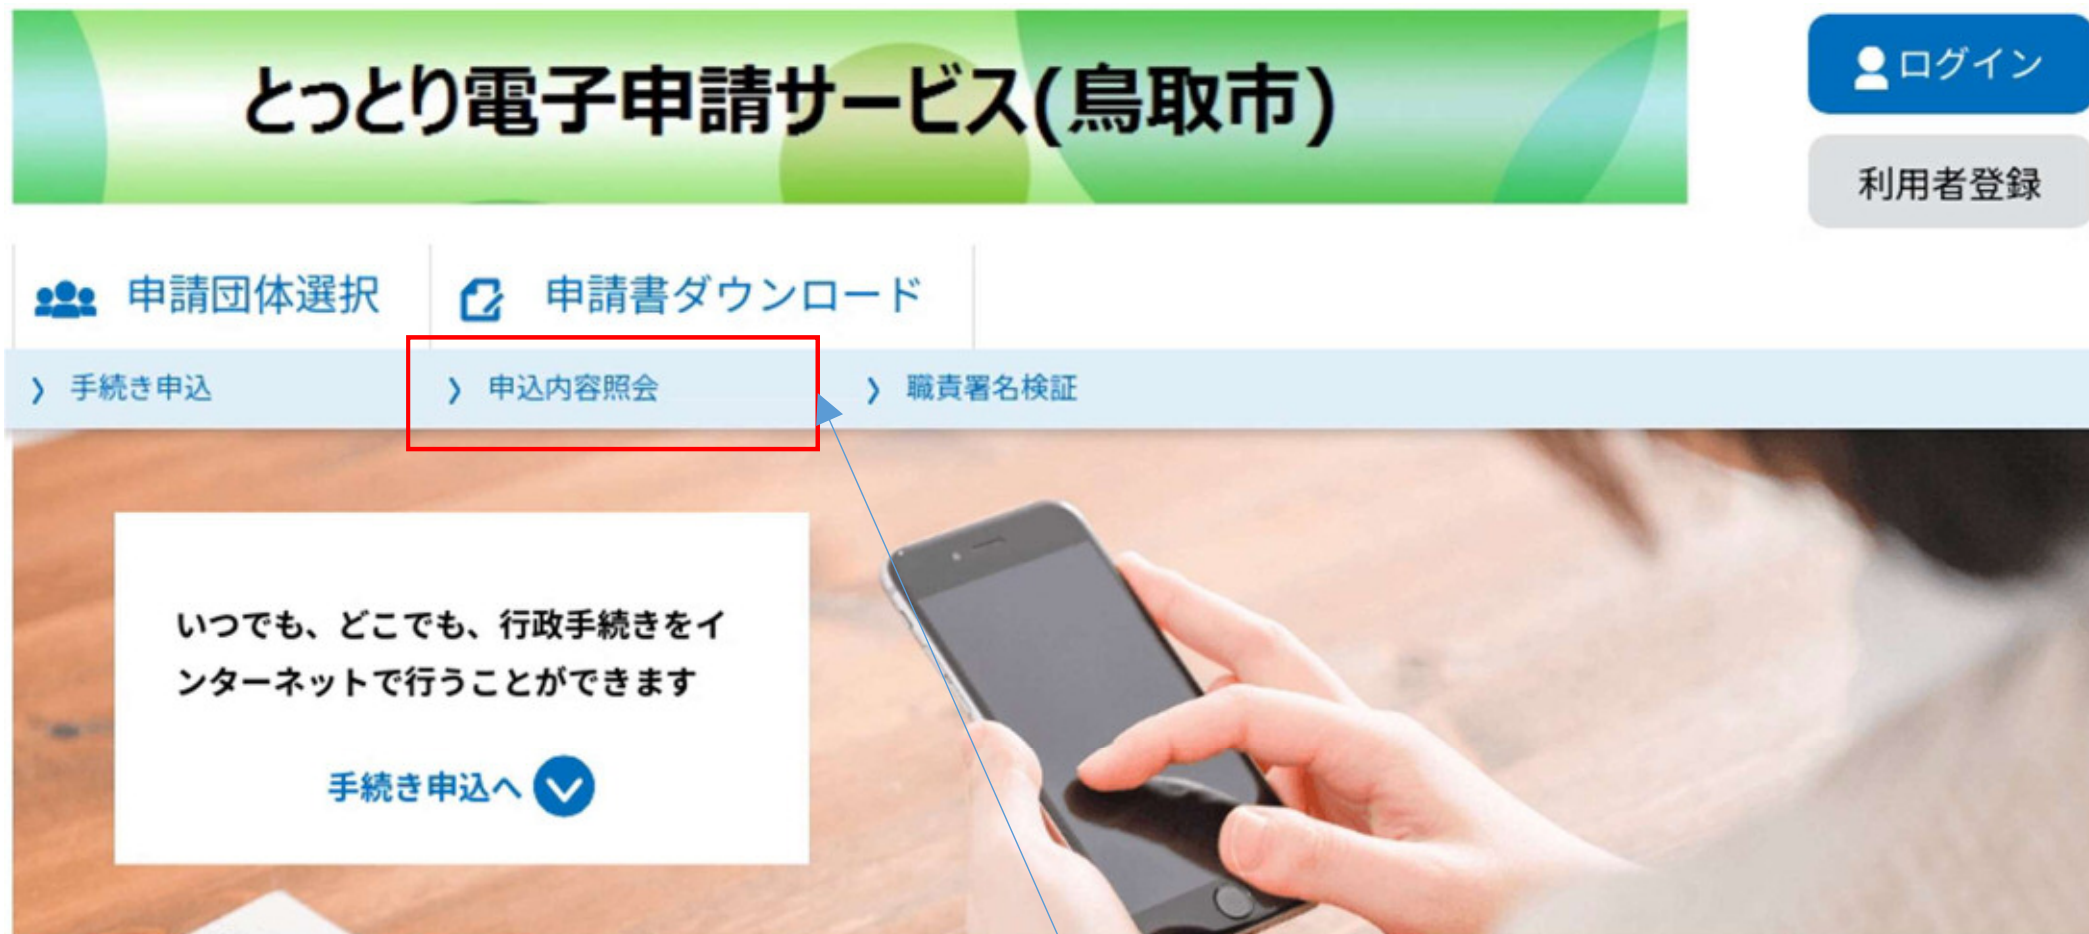 とっとり電子申請サービス(鳥取市)
ログイン
利用者登録
申請団体選択
申請書ダウンロード
手続き申込
申込内容照会
職責署名検証
いつでも、どこでも、行政手続きをイ
ンターネットで行うことができます
手続き申込へ